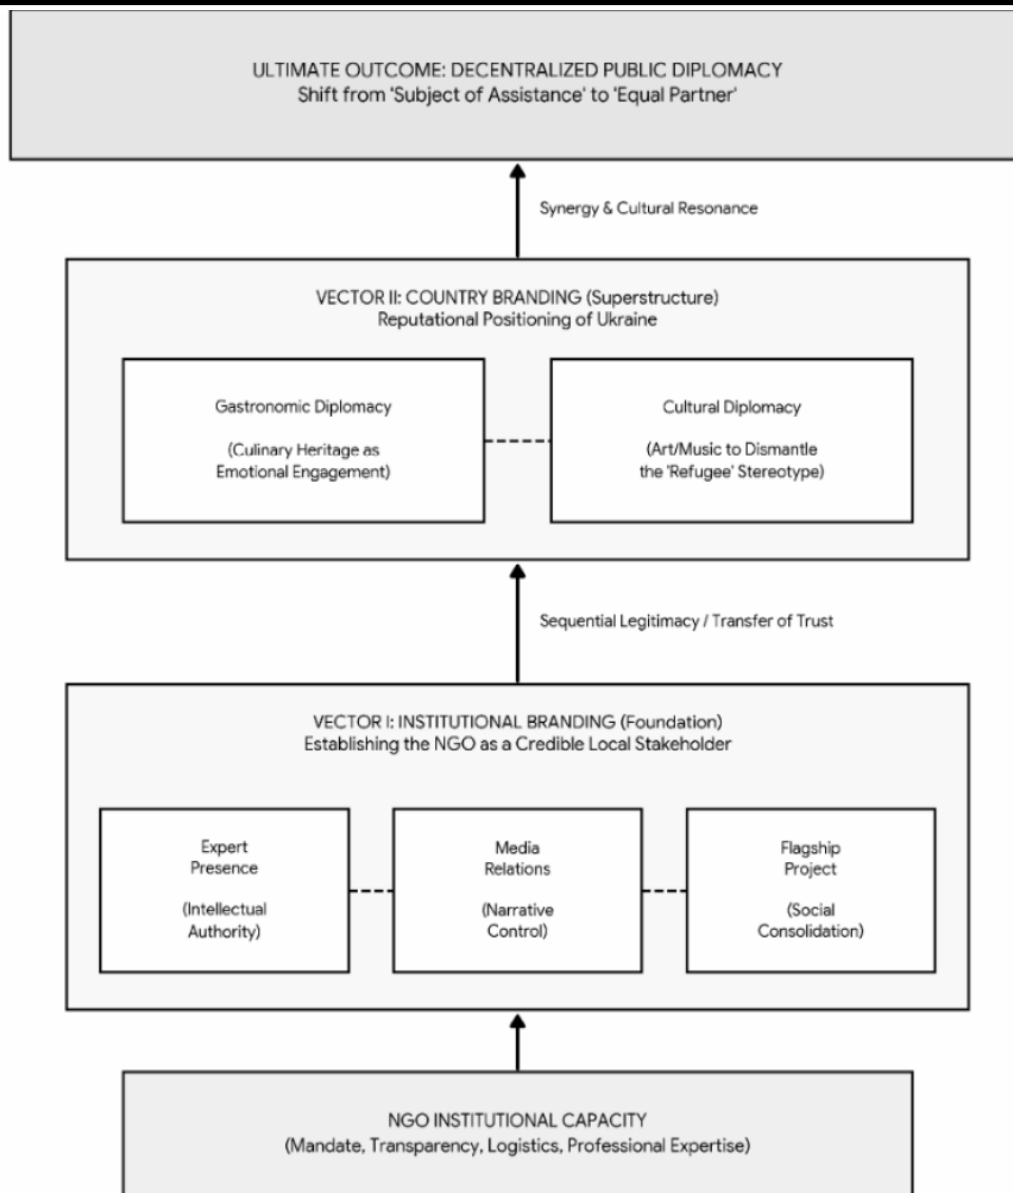 ULTIMATE OUTCOME: DECENTRALIZED PUBLIC DIPLOMACY
Shift from 'Subject of Assistance' to 'Equal Partner'
Synergy & Cultural Resonance
VECTOR II: COUNTRY BRANDING (Superstructure)
Reputational Positioning of Ukraine
Gastronomic Diplomacy
(Culinary Heritage as
Emotional Engagement)
Cultural Diplomacy
(Art/Music to Dismantle
the 'Refugee' Stereotype)
Sequential Legitimacy / Transfer of Trust
VECTOR I: INSTITUTIONAL BRANDING (Foundation)
Establishing the NGO as a Credible Local Stakeholder
Expert
Presence
(Intellectual
Authority)
Media
Relations
(Narrative
Control)
Flagship
Project
(Social
Consolidation)
NGO INSTITUTIONAL CAPACITY
(Mandate, Transparency, Logistics, Professional Expertise)